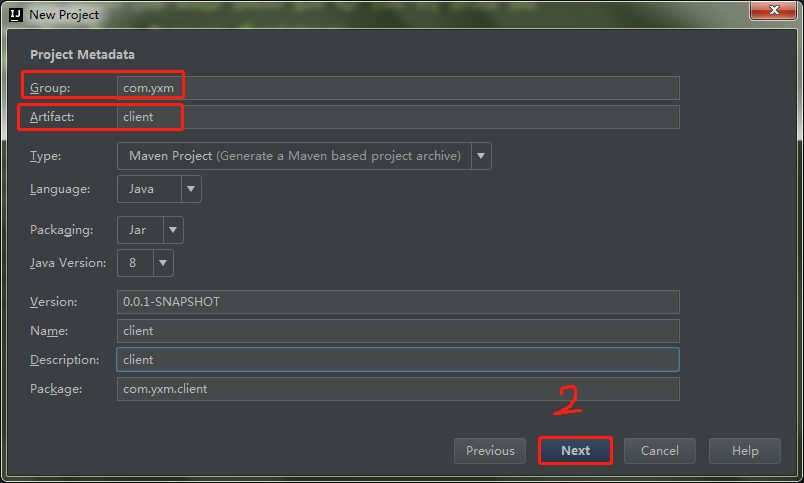 New Project
Project Metadata
Group: com.yxm
Artifact: client
Type: Maven Project (Generate a Maven based project archive)
Language: Java
Packaging: Jar
Java Version: 8
Version: 0.0.1-SNAPSHOT
Name: client
Description: client
Package: com.yxm.client
2
Previous Next Cancel Help